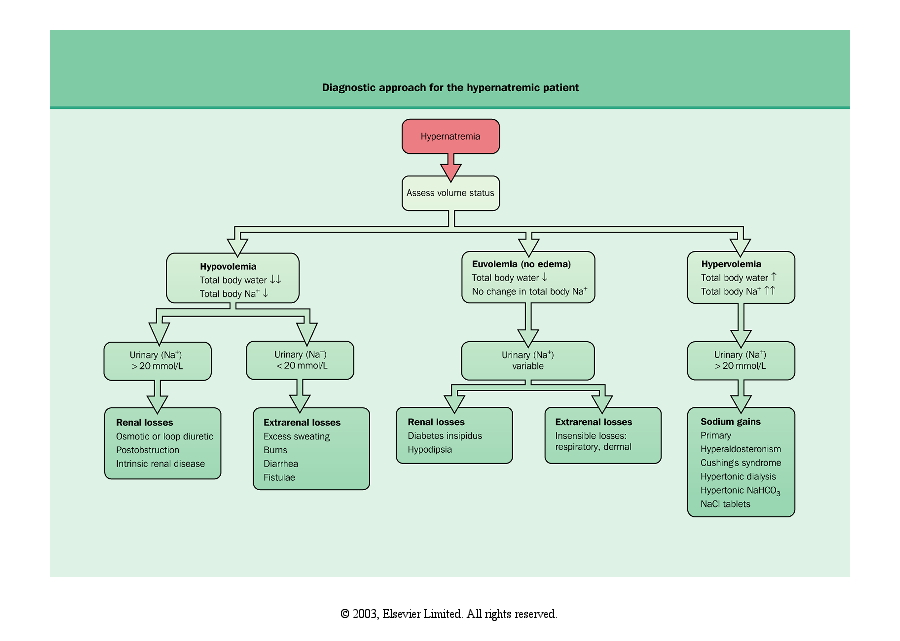 Diagnostic approach for the hypernatremic patient
Hypernatremia
Assess volume status
Hypovolemia
Total body water ↓↓
Total body Na⁺ ↓
Euvolemia (no edema)
Total body water ↓
No change in total body Na⁺
Hypervolemia
Total body water ↑
Total body Na⁺ ↑↑
Urinary (Na⁺)
> 20 mmol/L
Urinary (Na⁺)
< 20 mmol/L
Urinary (Na⁺)
variable
Urinary (Na⁺)
> 20 mmol/L
Renal losses
Osmotic or loop diuretic
Postobstruction
Intrinsic renal disease
Extrarenal losses
Excess sweating
Burns
Diarrhea
Fistulae
Renal losses
Diabetes insipidus
Hypodipsia
Extrarenal losses
Insensible losses:
respiratory, dermal
Sodium gains
Primary
Hyperaldosteronism
Cushing's syndrome
Hypertonic dialysis
Hypertonic NaHCO₃
NaCl tablets
© 2003, Elsevier Limited. All rights reserved.